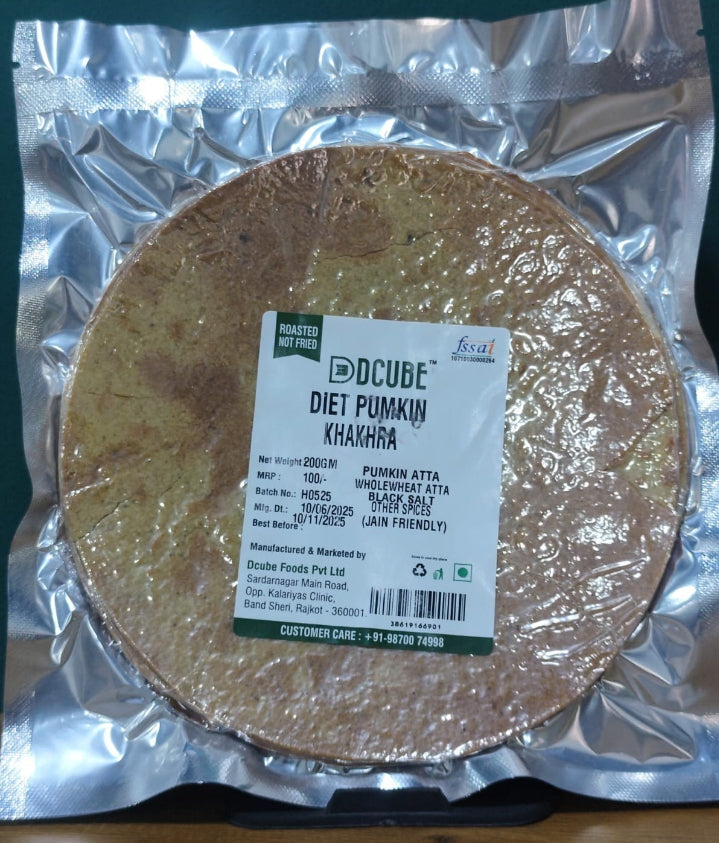 ROASTED
NOT FRIED
fssai
10719130000264
DCUBE™
DIET PUMKIN
KHAKHRA
Net Weight 200GM
MRP : 100/-
Batch No.: H0525
Mfg. Dt.: 10/06/2025
Best Before : 10/11/2025
PUMKIN ATTA
WHOLEWHEAT ATTA
BLACK SALT
OTHER SPICES
(JAIN FRIENDLY)
Manufactured & Marketed by
Dcube Foods Pvt Ltd
Sardarnagar Main Road,
Opp. Kalariyas Clinic,
Band Sheri, Rajkot - 360001.
38619166901
CUSTOMER CARE : +91-98700 74998